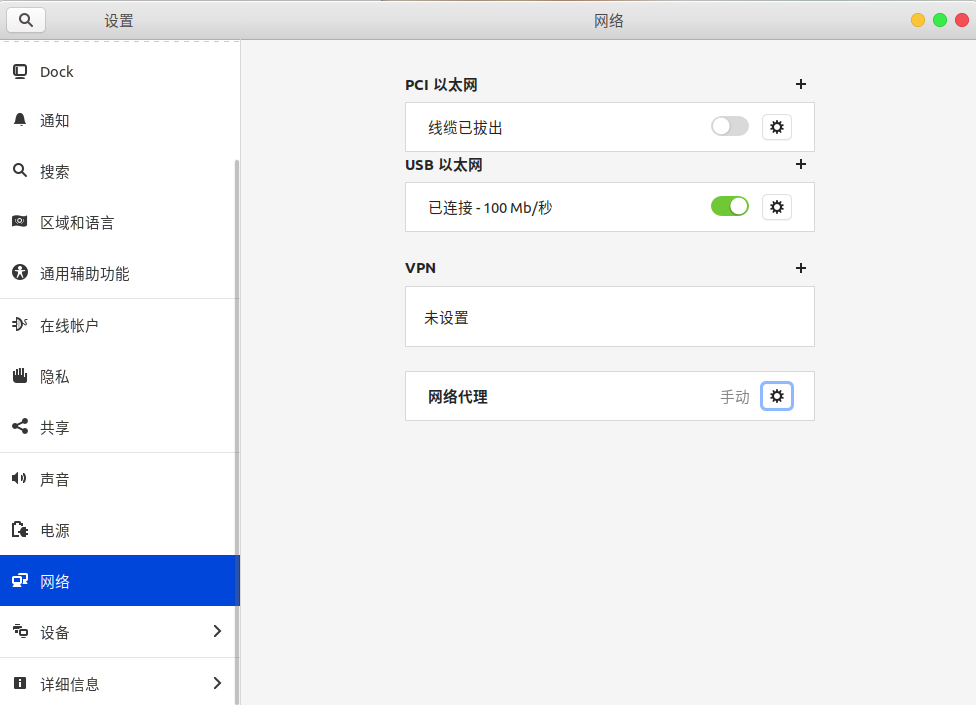 设置
网络
Dock
通知
搜索
区域和语言
通用辅助功能
在线帐户
隐私
共享
声音
电源
网络
设备
详细信息
PCI 以太网
线缆已拔出
USB 以太网
已连接 - 100 Mb/秒
VPN
未设置
网络代理 手动